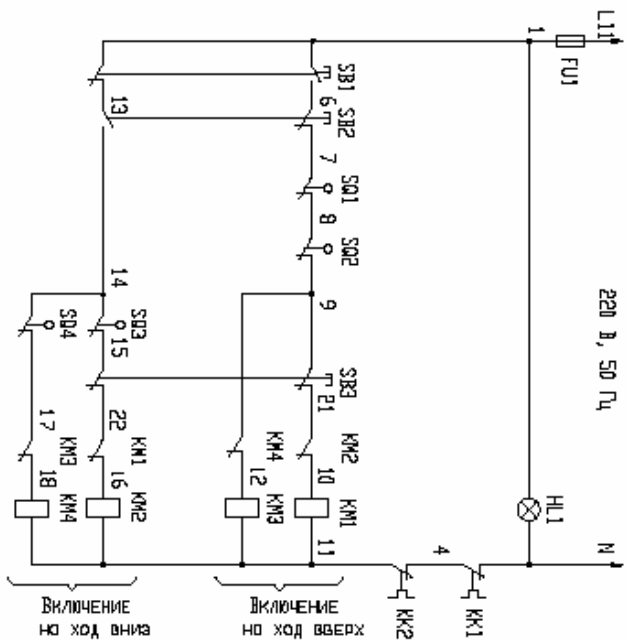 L11
1
FU1
SB1
13
6
SB2
7
SQ1
8
SQ2
14
9
SQ4
SQ3
15
SB3
21
220 В, 50 Гц
17
22
KM3
KM1
KM4
KM2
18
16
12
10
KM4
KM2
KM3
KM1
HL1
11
4
N
KK2
KK1
Включение
на ход вниз
Включение
на ход вверх